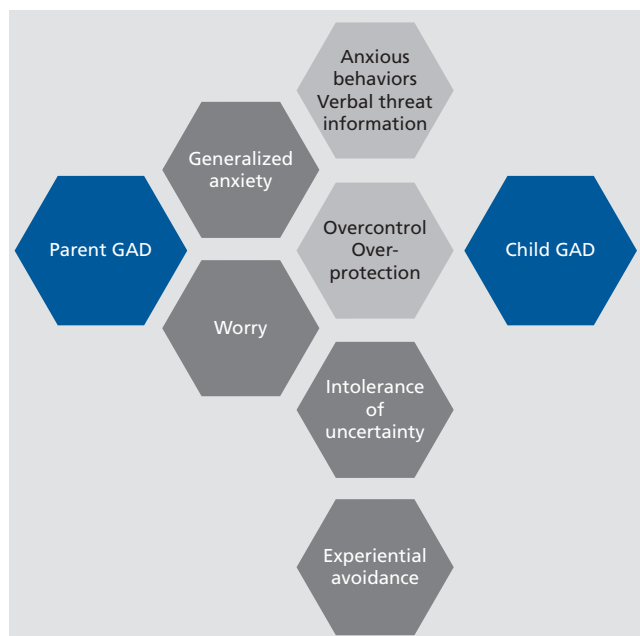 Anxious
behaviors
Verbal threat
information
Generalized
anxiety
Parent GAD
Overcontrol
Over-
protection
Child GAD
Worry
Intolerance
of
uncertainty
Experiential
avoidance